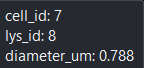 cell_id: 7
lys_id: 8
diameter_um: 0.788